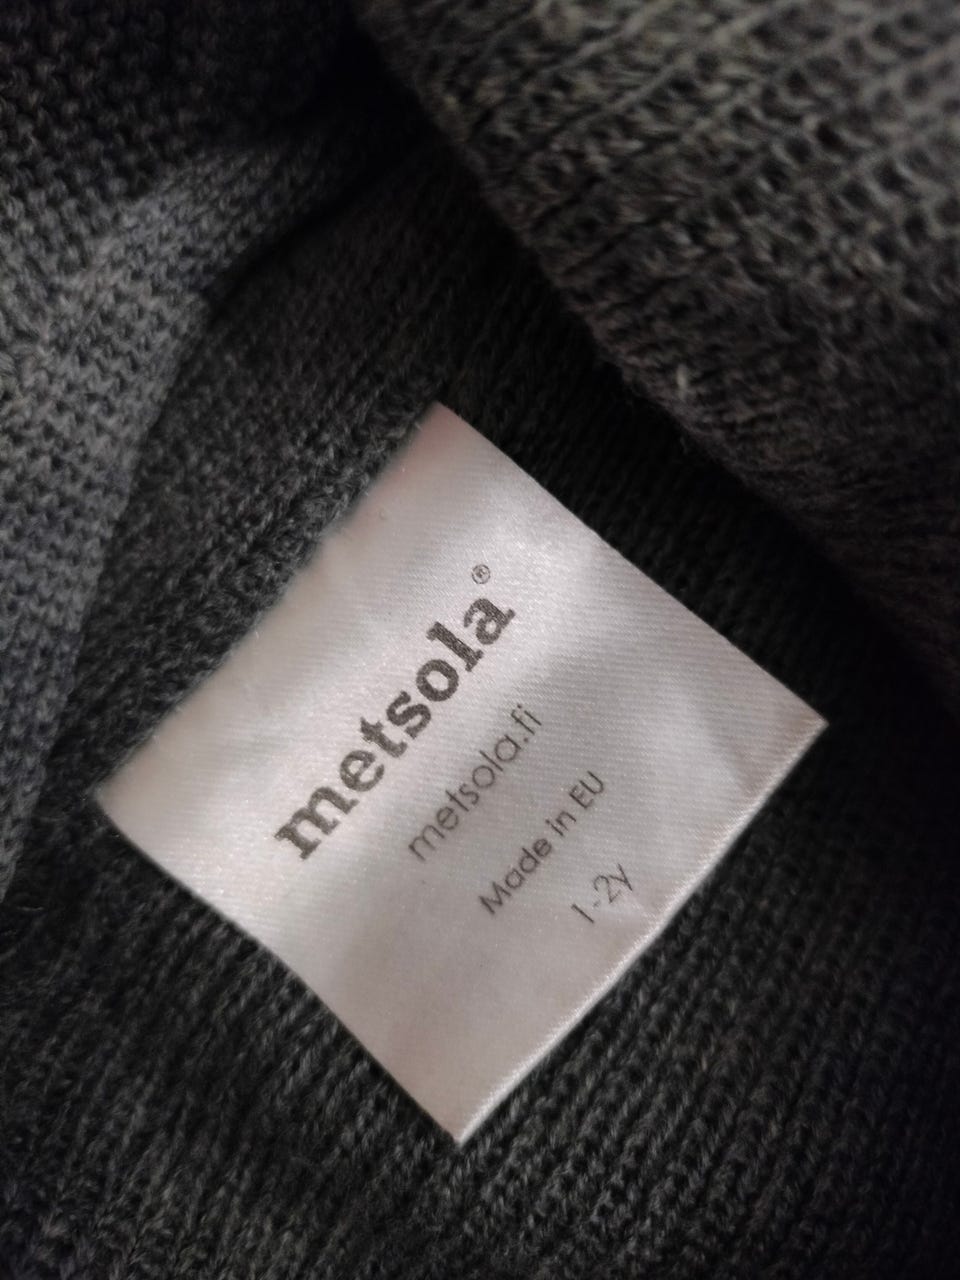 metsola®
metsola.fi
Made in EU
1-2y